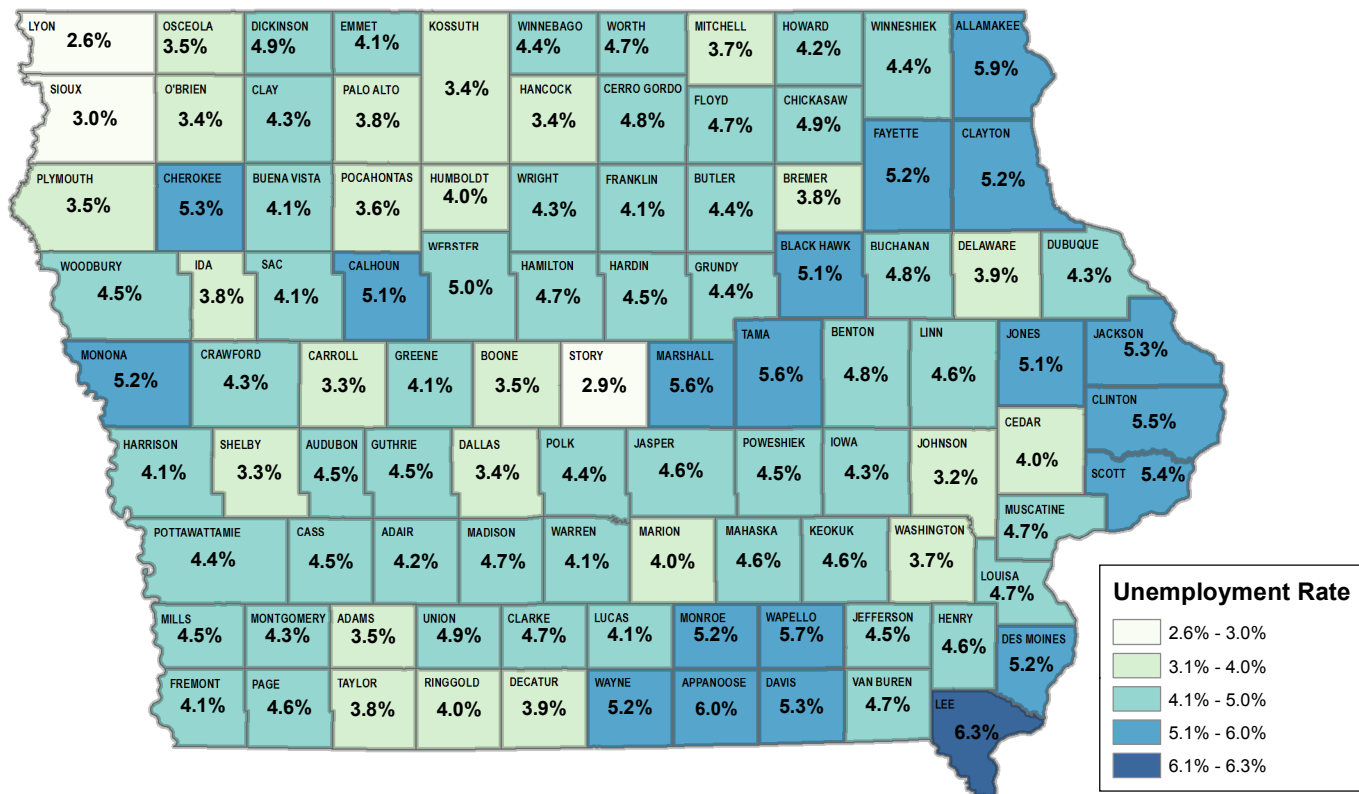 LYON
2.6%
OSCEOLA
3.5%
DICKINSON
4.9%
EMMET
4.1%
KOSSUTH
3.4%
WINNEBAGO
4.4%
WORTH
4.7%
MITCHELL
3.7%
HOWARD
4.2%
WINNESHIEK
4.4%
ALLAMAKEE
5.9%
SIOUX
3.0%
O'BRIEN
3.4%
CLAY
4.3%
PALO ALTO
3.8%
HANCOCK
3.4%
CERRO GORDO
4.8%
FLOYD
4.7%
CHICKASAW
4.9%
FAYETTE
5.2%
CLAYTON
5.2%
PLYMOUTH
3.5%
CHEROKEE
5.3%
BUENA VISTA
4.1%
POCAHONTAS
3.6%
HUMBOLDT
4.0%
WRIGHT
4.3%
FRANKLIN
4.1%
BUTLER
4.4%
BREMER
3.8%
WOODBURY
4.5%
IDA
3.8%
SAC
4.1%
CALHOUN
5.1%
WEBSTER
5.0%
HAMILTON
4.7%
HARDIN
4.5%
GRUNDY
4.4%
BLACK HAWK
5.1%
BUCHANAN
4.8%
DELAWARE
3.9%
DUBUQUE
4.3%
MONONA
5.2%
CRAWFORD
4.3%
CARROLL
3.3%
GREENE
4.1%
BOONE
3.5%
STORY
2.9%
MARSHALL
5.6%
TAMA
5.6%
BENTON
4.8%
LINN
4.6%
JONES
5.1%
JACKSON
5.3%
CLINTON
5.5%
HARRISON
4.1%
SHELBY
3.3%
AUDUBON
4.5%
GUTHRIE
4.5%
DALLAS
3.4%
POLK
4.4%
JASPER
4.6%
POWESHIEK
4.5%
IOWA
4.3%
JOHNSON
3.2%
CEDAR
4.0%
SCOTT
5.4%
MUSCATINE
4.7%
POTTAWATTAMIE
4.4%
CASS
4.5%
ADAIR
4.2%
MADISON
4.7%
WARREN
4.1%
MARION
4.0%
MAHASKA
4.6%
KEOKUK
4.6%
WASHINGTON
3.7%
LOUISA
4.7%
MILLS
4.5%
MONTGOMERY
4.3%
ADAMS
3.5%
UNION
4.9%
CLARKE
4.7%
LUCAS
4.1%
MONROE
5.2%
WAPELLO
5.7%
JEFFERSON
4.5%
HENRY
4.6%
DES MOINES
5.2%
FREMONT
4.1%
PAGE
4.6%
TAYLOR
3.8%
RINGGOLD
4.0%
DECATUR
3.9%
WAYNE
5.2%
APPANOOSE
6.0%
DAVIS
5.3%
VAN BUREN
4.7%
LEE
6.3%
Unemployment Rate
2.6% - 3.0%
3.1% - 4.0%
4.1% - 5.0%
5.1% - 6.0%
6.1% - 6.3%